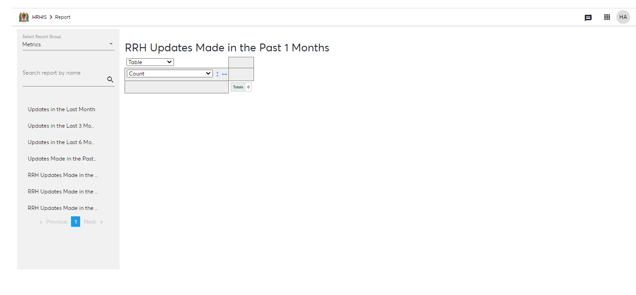 HRHIS > Report
HA
Select Report Group
Metrics
Search report by name
Updates in the Last Month
Updates in the Last 3 Mo..
Updates in the Last 6 Mo..
Updates Made in the Past..
RRH Updates Made in the ..
RRH Updates Made in the ..
RRH Updates Made in the ..
< Previous 1 Next >
RRH Updates Made in the Past 1 Months
Table
Count
Totals 0